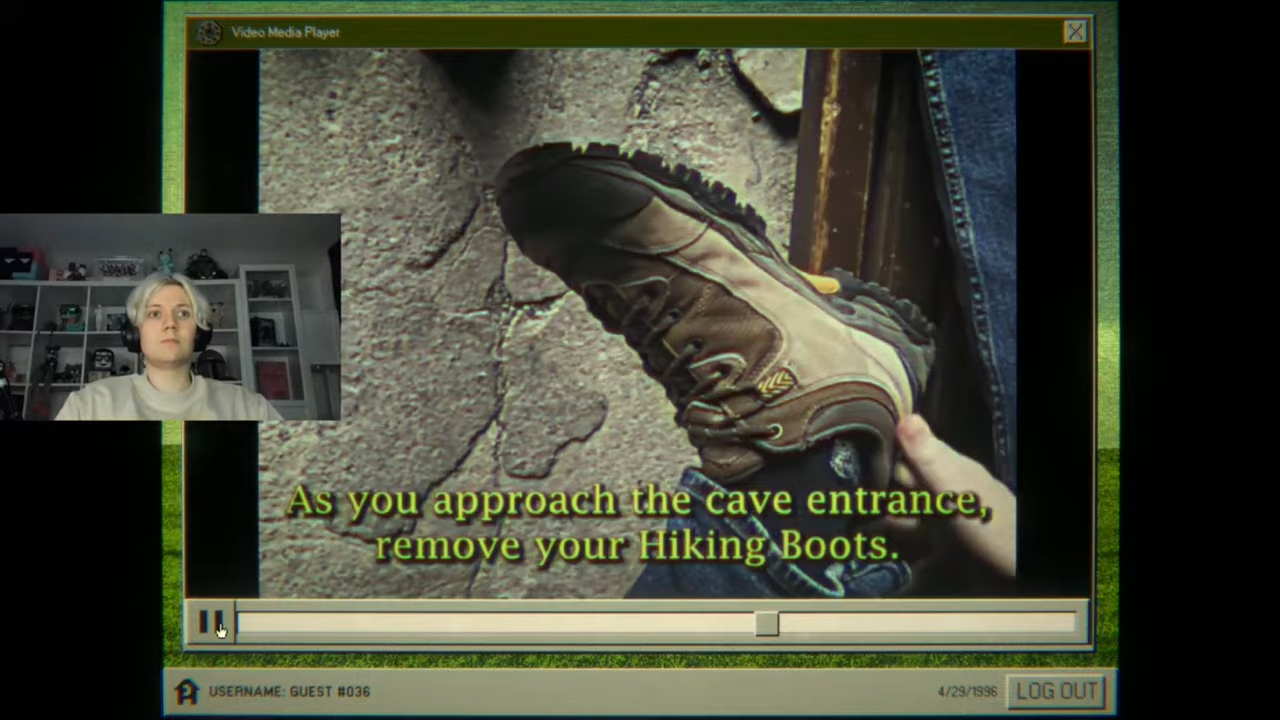 Video Media Player
As you approach the cave entrance,
remove your Hiking Boots.
USERNAME: GUEST #036
4/29/1996
LOG OUT